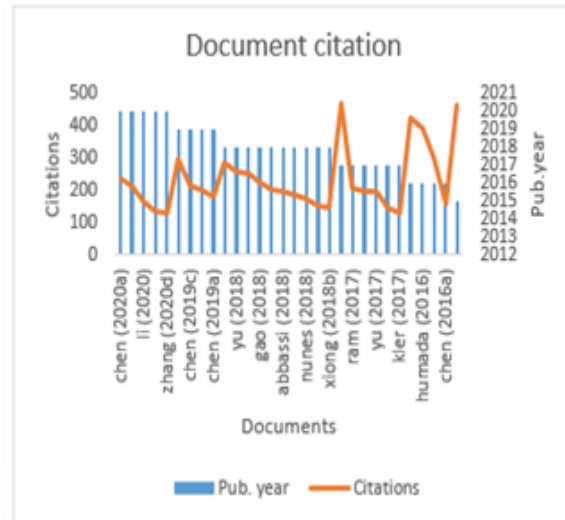 Document citation
500
400
300
200
100
0
Citations
2021
2020
2019
2018
2017
2016
2015
2014
2013
2012
Pub.year
chen (2020a)
li (2020)
zhang (2020d)
chen (2019c)
chen (2019a)
yu (2018)
gao (2018)
abbassi (2018)
nunes (2018)
xiong (2018b)
ram (2017)
yu (2017)
kler (2017)
humada (2016)
chen (2016a)
Documents
Pub. year
Citations